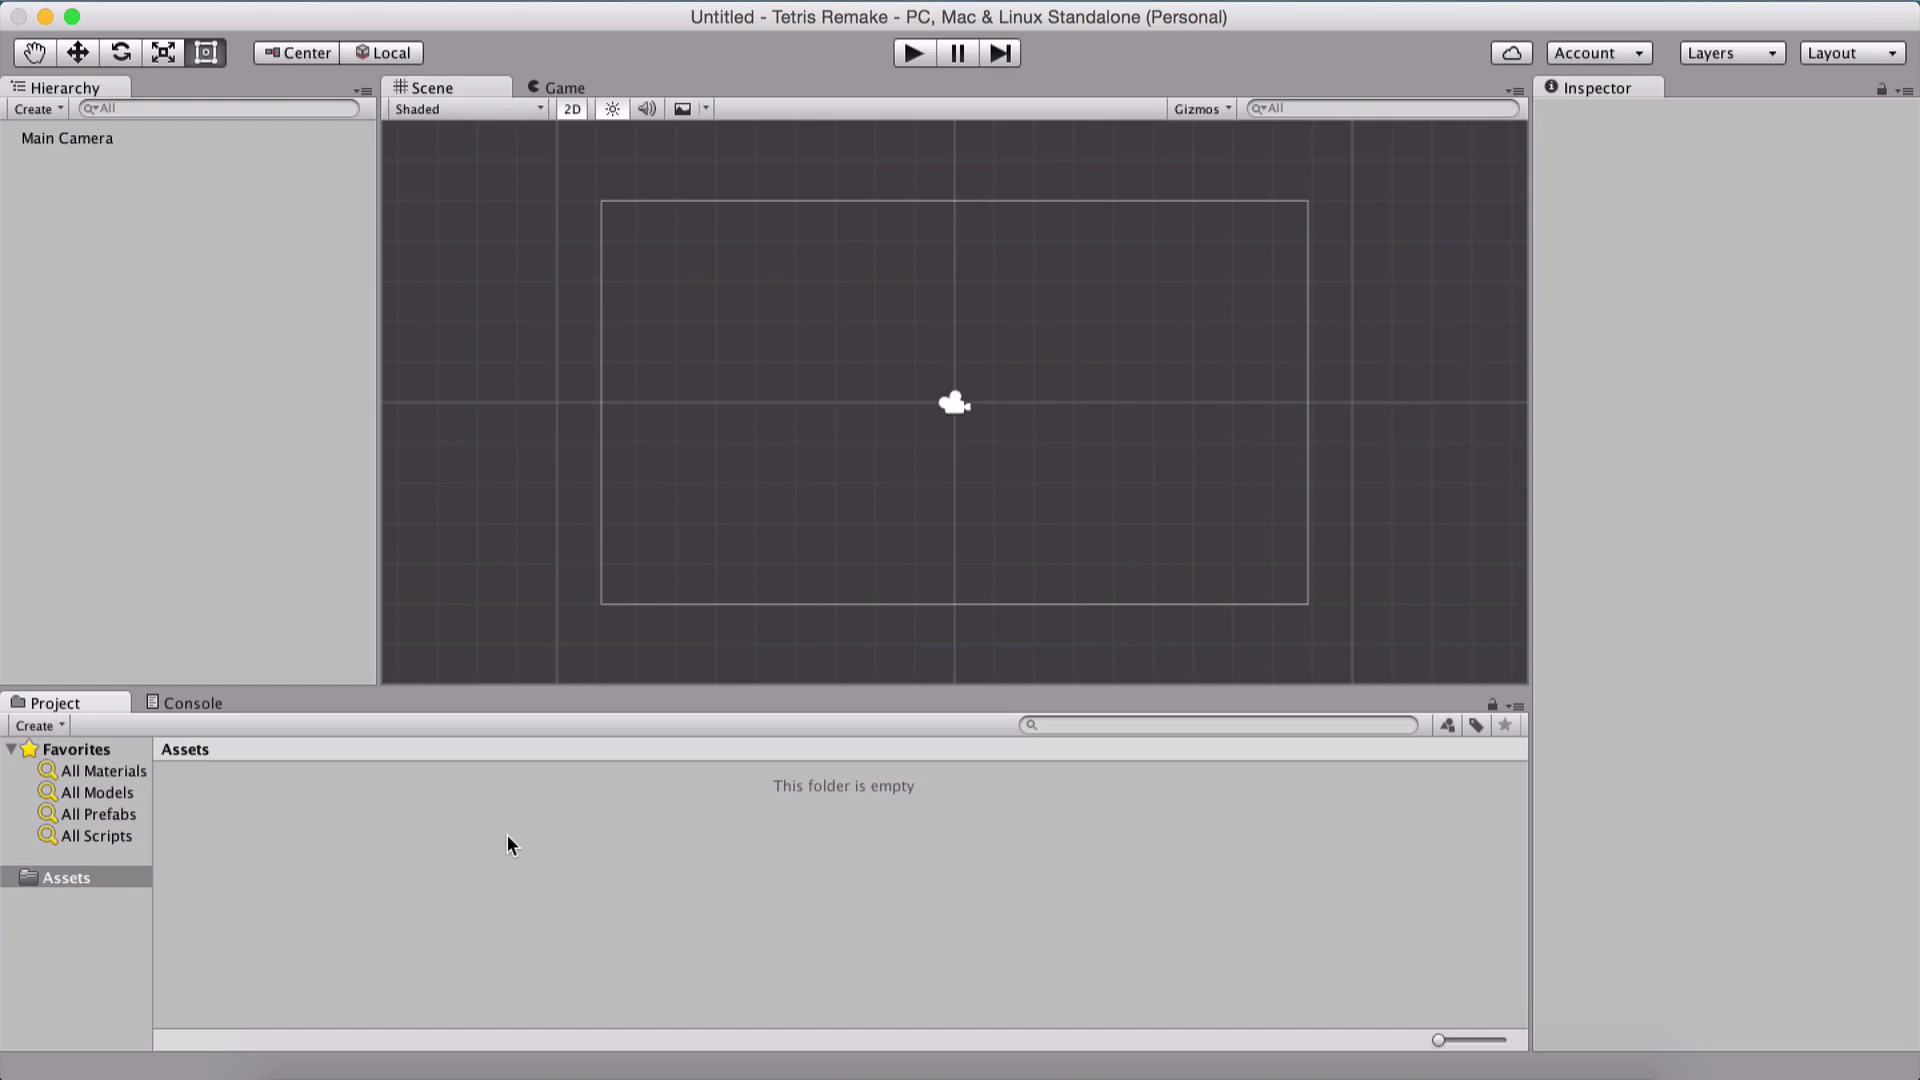 Untitled - Tetris Remake - PC, Mac & Linux Standalone (Personal)
Center
Local
Account
Layers
Layout
Hierarchy
Scene
Game
Inspector
Create
All
Shaded
2D
Gizmos
All
Main Camera
Project
Console
Create
Favorites
All Materials
All Models
All Prefabs
All Scripts
Assets
Assets
This folder is empty